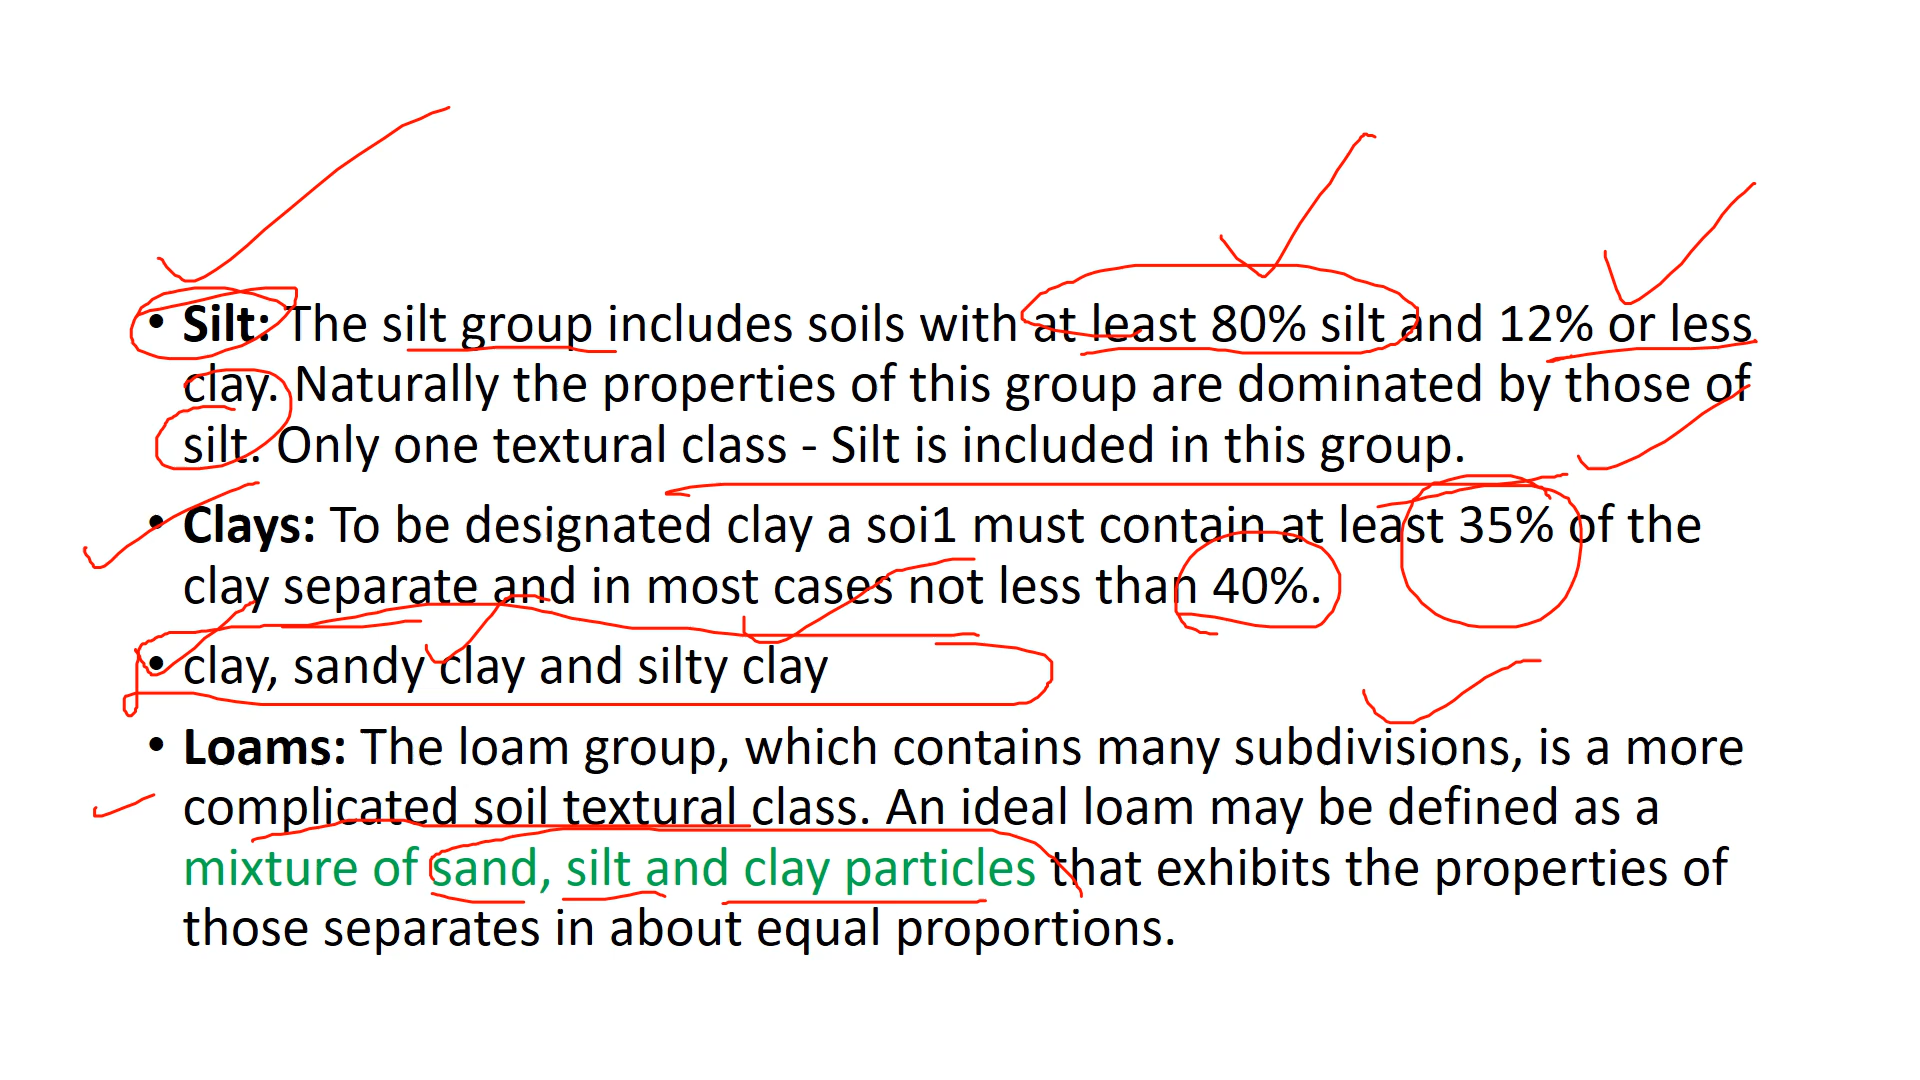 • Silt: The silt group includes soils with at least 80% silt and 12% or less
clay. Naturally the properties of this group are dominated by those of
silt. Only one textural class - Silt is included in this group.
• Clays: To be designated clay a soi1 must contain at least 35% of the
clay separate and in most cases not less than 40%.
• clay, sandy clay and silty clay
• Loams: The loam group, which contains many subdivisions, is a more
complicated soil textural class. An ideal loam may be defined as a
mixture of sand, silt and clay particles that exhibits the properties of
those separates in about equal proportions.